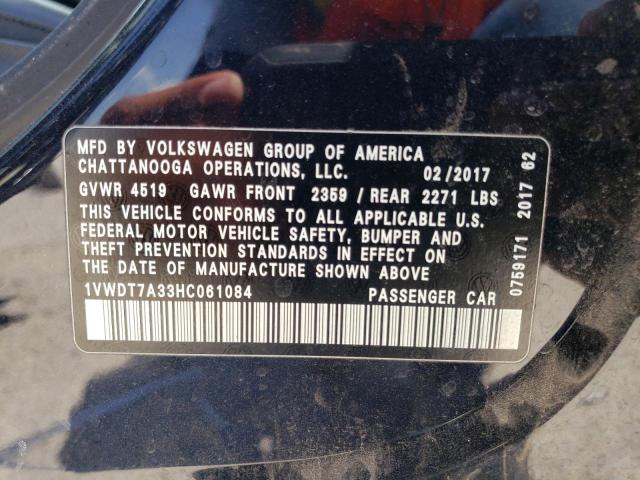 MFD BY VOLKSWAGEN GROUP OF AMERICA
CHATTANOOGA OPERATIONS, LLC. 02/2017
GVWR 4519 GAWR FRONT 2359 / REAR 2271 LBS
THIS VEHICLE CONFORMS TO ALL APPLICABLE U.S.
FEDERAL MOTOR VEHICLE SAFETY, BUMPER AND
THEFT PREVENTION STANDARDS IN EFFECT ON
THE DATE OF MANUFACTURE SHOWN ABOVE
1VWDT7A33HC061084 PASSENGER CAR
0759171 2017 62